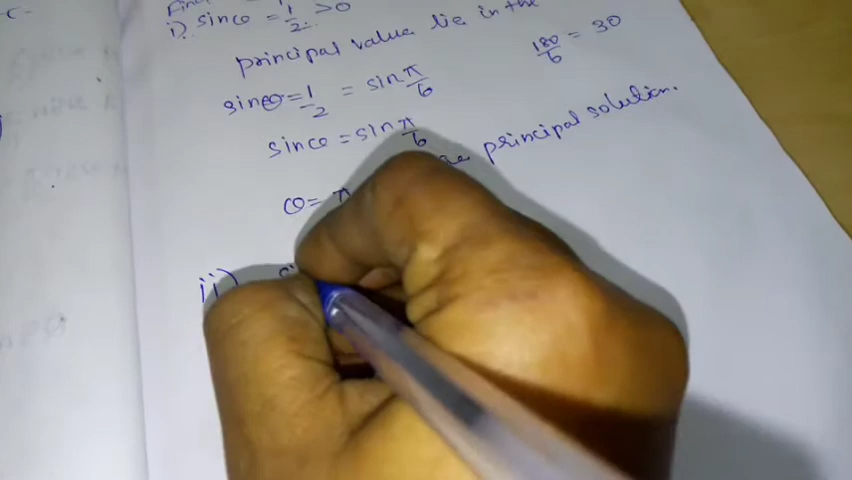 i) sinθ = 1/2 > 0
principal value lie in the
180/6 = 30
sinθ = 1/2 = sin π/6
sinθ = sin π/6
θ = π principal solution.
ii)